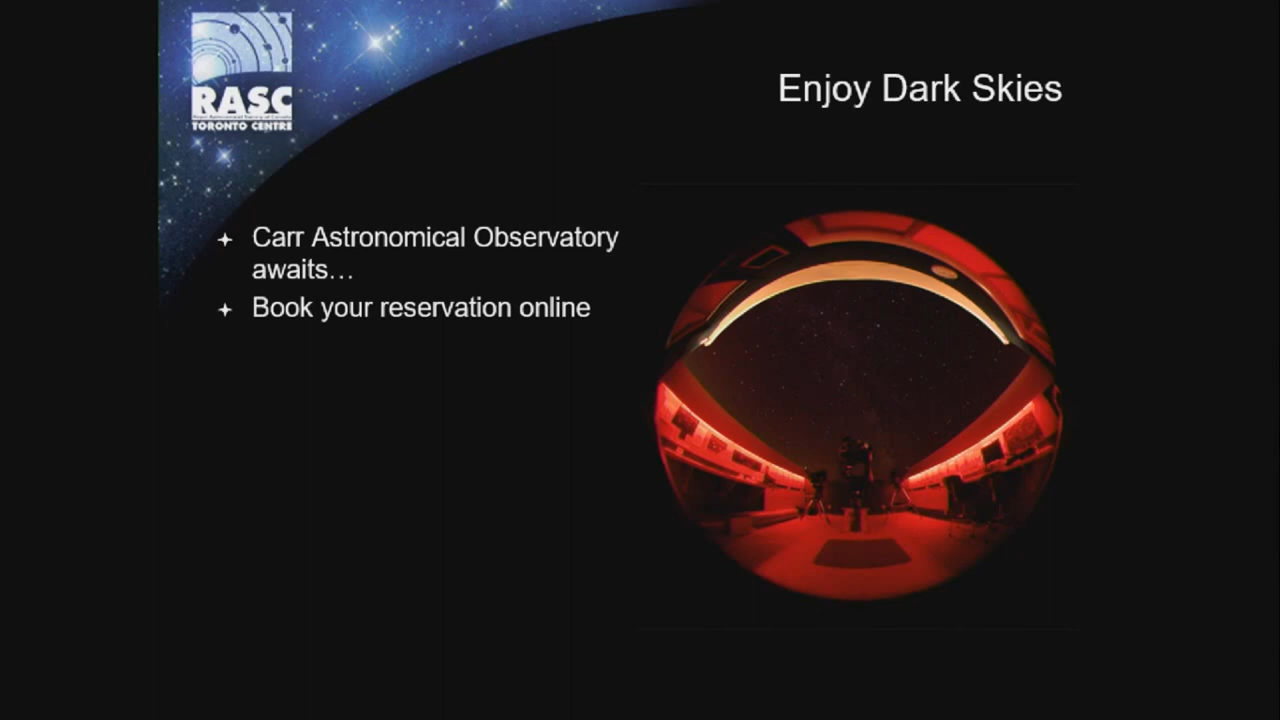 RASC
TORONTO CENTRE
Enjoy Dark Skies
Carr Astronomical Observatory
awaits…
Book your reservation online